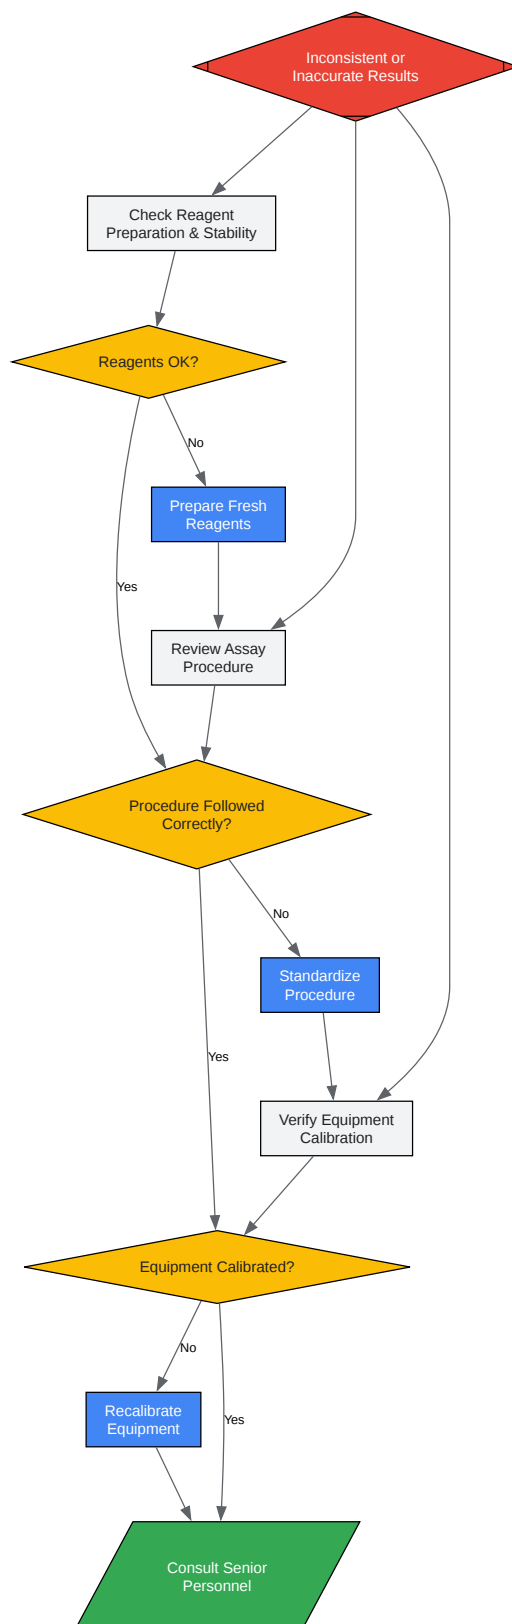 Inconsistent or
Inaccurate Results
Check Reagent
Preparation & Stability
Reagents OK?
No
Prepare Fresh
Reagents
Yes
Review Assay
Procedure
Procedure Followed
Correctly?
No
Standardize
Procedure
Yes
Verify Equipment
Calibration
Equipment Calibrated?
No
Recalibrate
Equipment
Yes
Consult Senior
Personnel